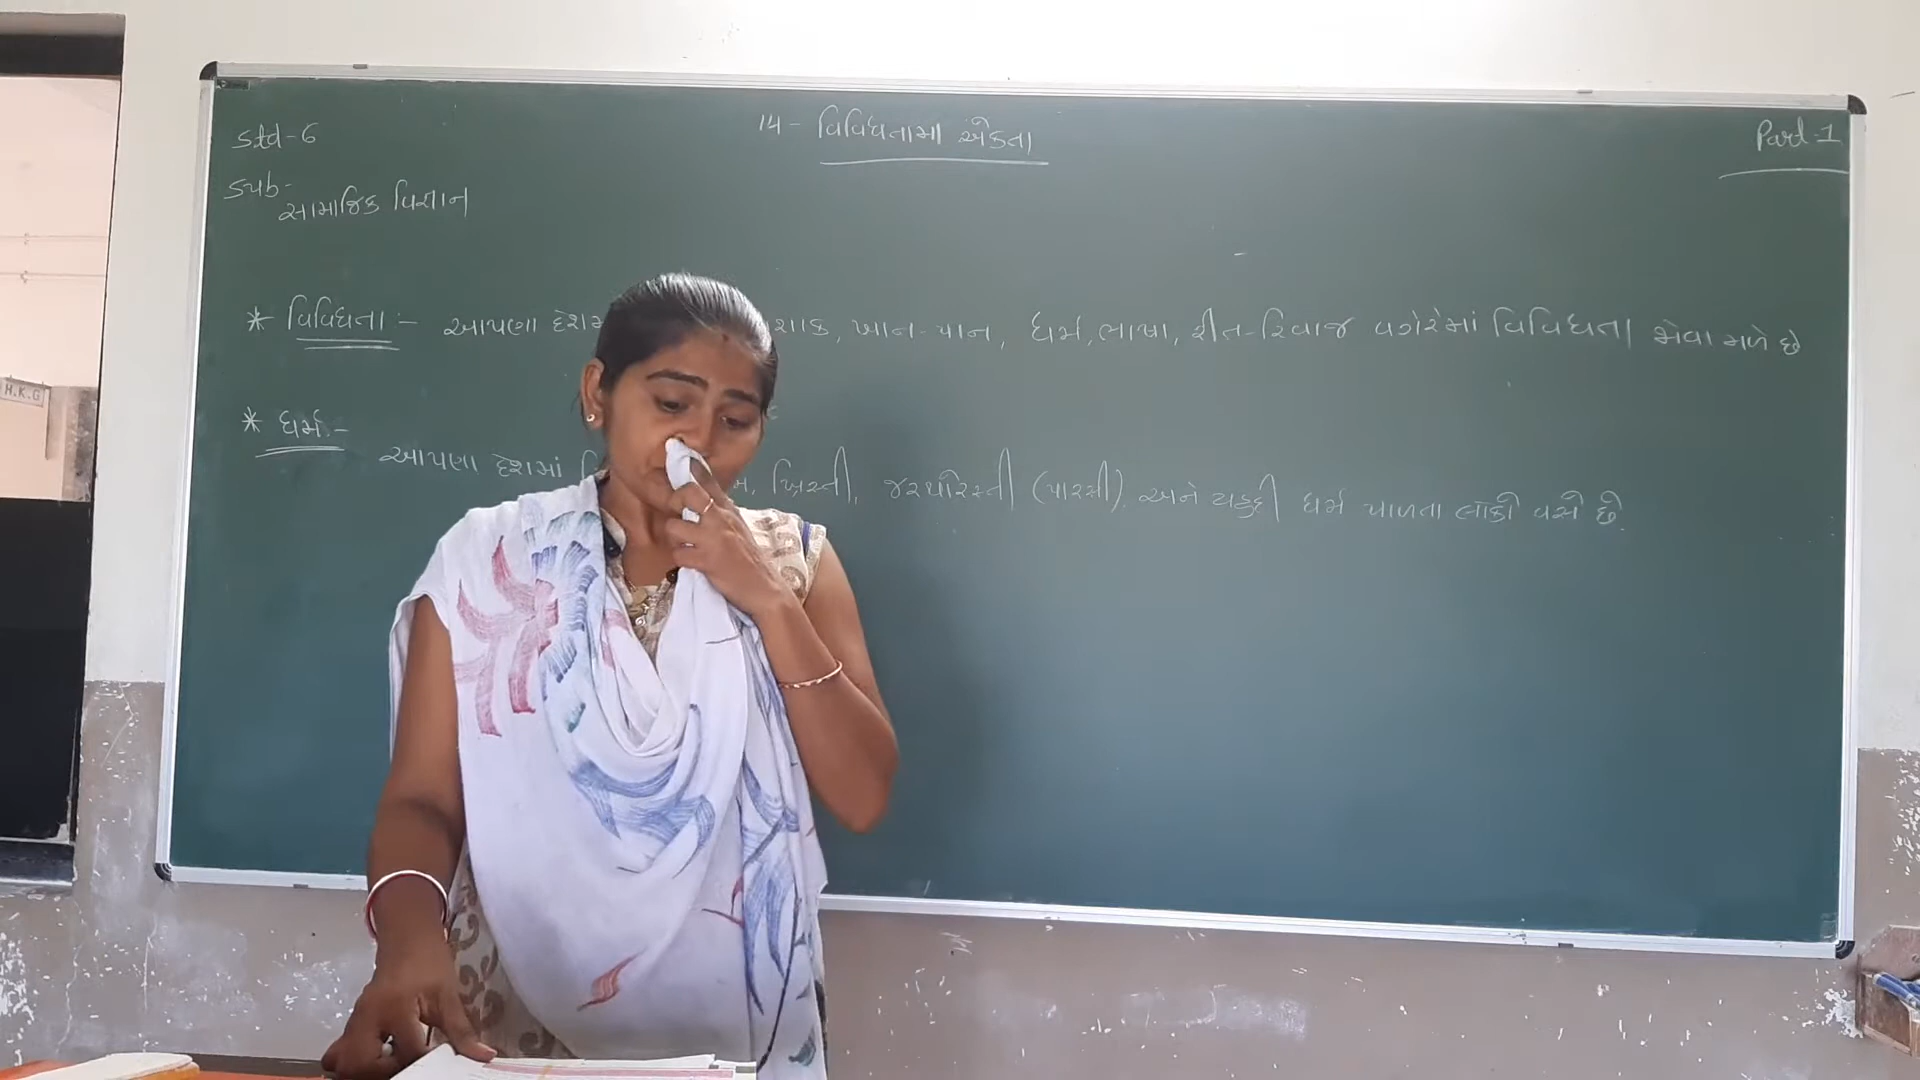 Std-6
14 - વિવિધતામાં એકતા
Part-1
Sub-
સામાજિક વિજ્ઞાન
* વિવિધતા :- આપણા શાક, ખાન-પાન, ધર્મ, ભાષા, રીત-રિવાજ વગેરેમાં વિવિધતા જોવા મળે છે
* ધર્મ :-
આપણા દેશમાં ખ્રિસ્તી, જરથોસ્તી (પારસી). અને યહુદી ધર્મ પાળતા લોકો વસે છે.
H.K.G